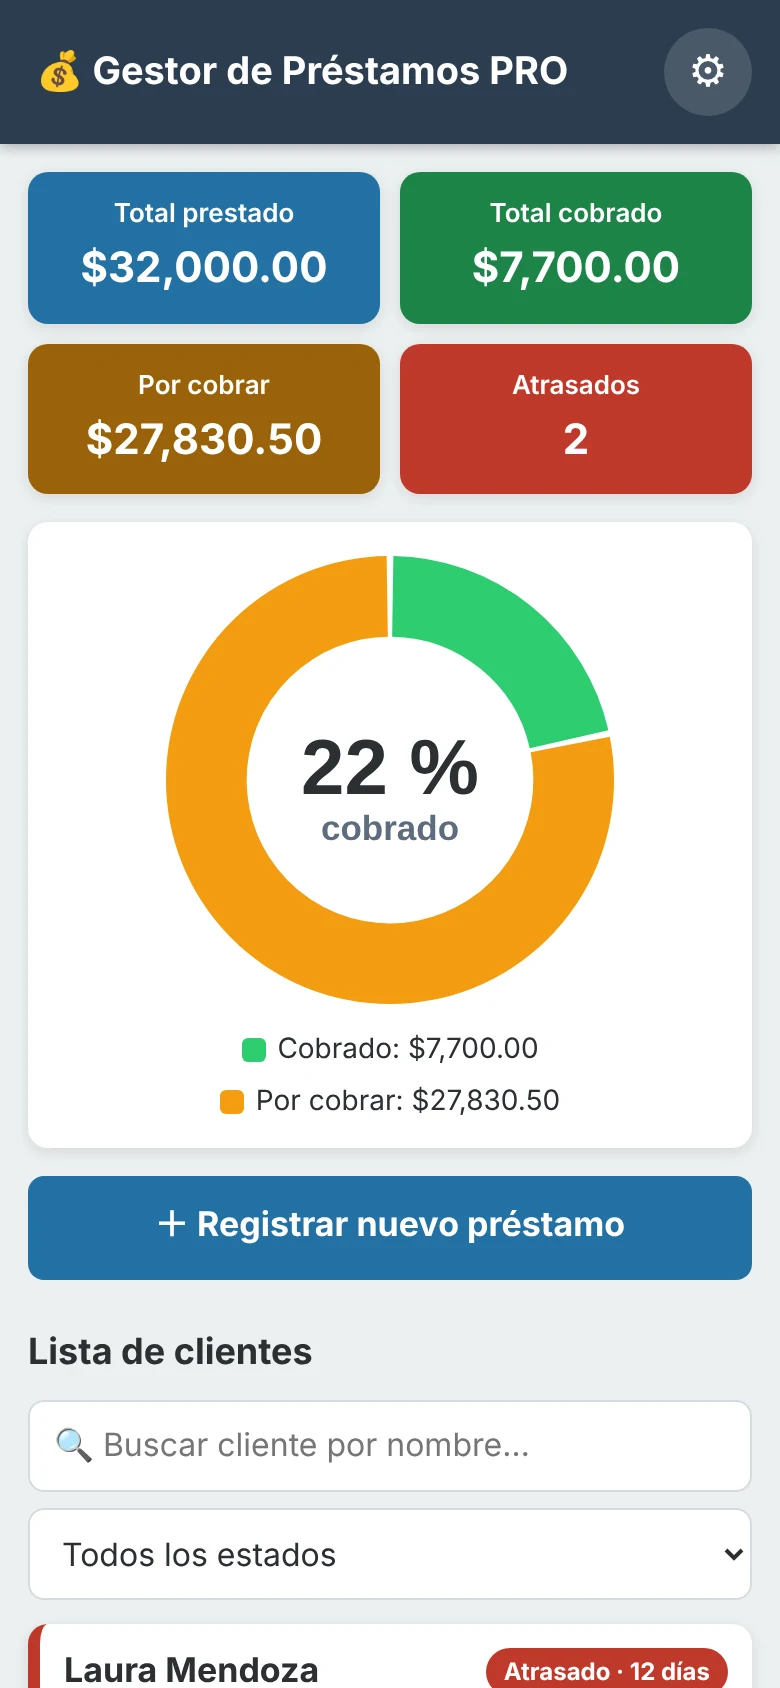 💰 Gestor de Préstamos PRO ⚙
Total prestado
$32,000.00
Total cobrado
$7,700.00
Por cobrar
$27,830.50
Atrasados
2
22 %
cobrado
Cobrado: $7,700.00
Por cobrar: $27,830.50
+ Registrar nuevo préstamo
Lista de clientes
🔍 Buscar cliente por nombre...
Todos los estados
Laura Mendoza
Atrasado · 12 días